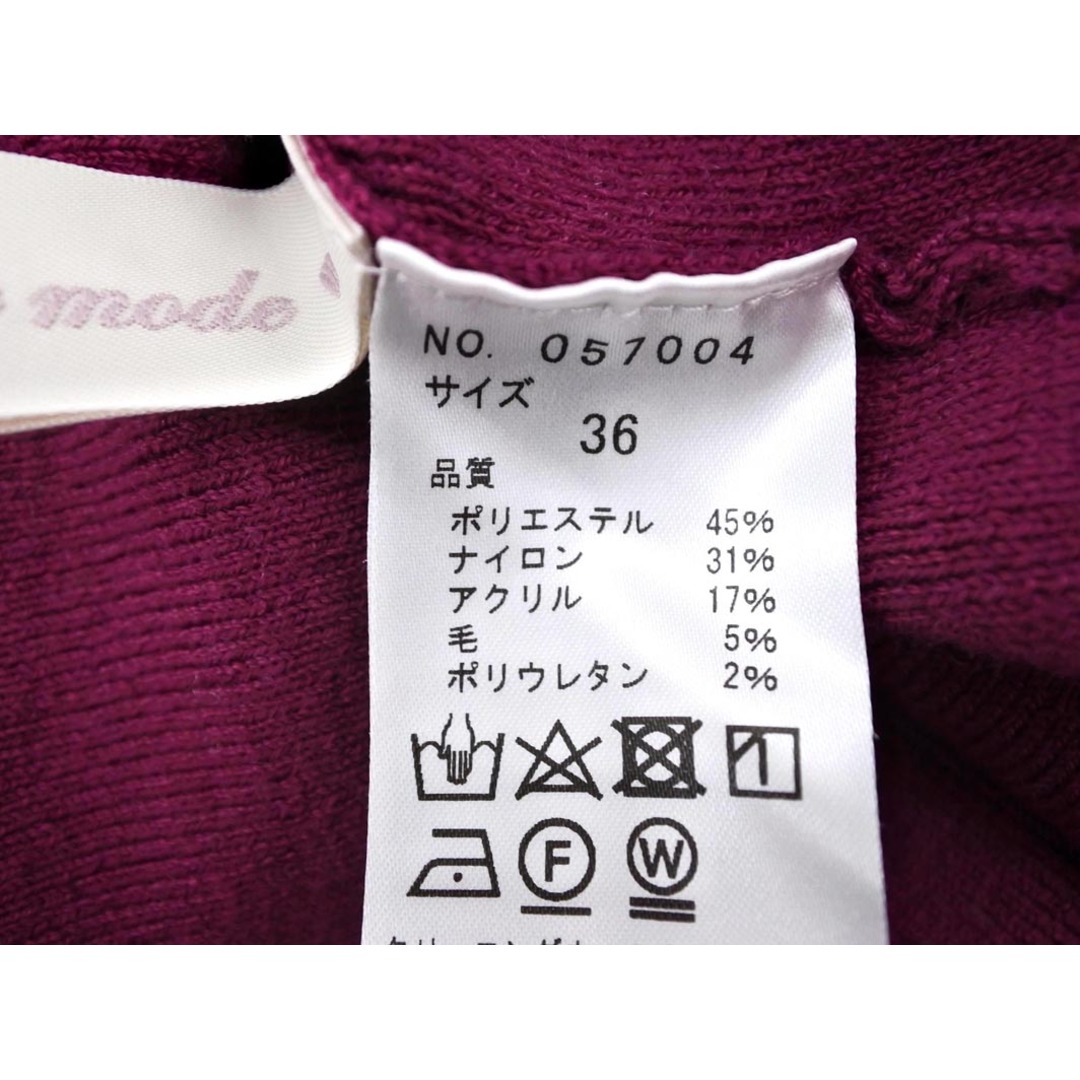 mode
NO. 051004
サイズ
36
品質
ポリエステル 45%
ナイロン 31%
アクリル 17%
毛 5%
ポリウレタン 2%
F
W